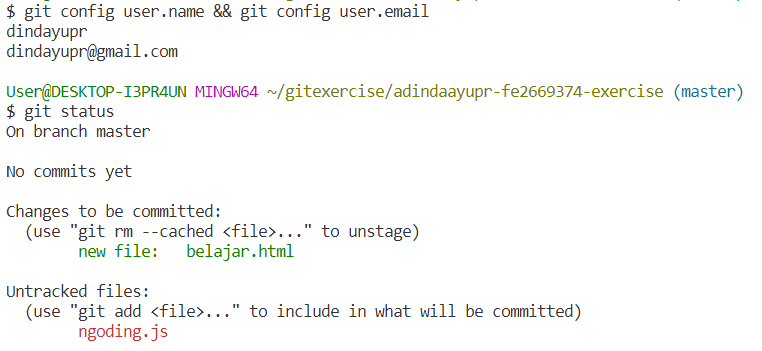 $ git config user.name && git config user.email
dindayupr
dindayupr@gmail.com
User@DESKTOP-I3PR4UN MINGW64 ~/gitexercise/adindaayupr-fe2669374-exercise (master)
$ git status
On branch master
No commits yet
Changes to be committed:
(use "git rm --cached <file>..." to unstage)
new file:   belajar.html
Untracked files:
(use "git add <file>..." to include in what will be committed)
ngoding.js